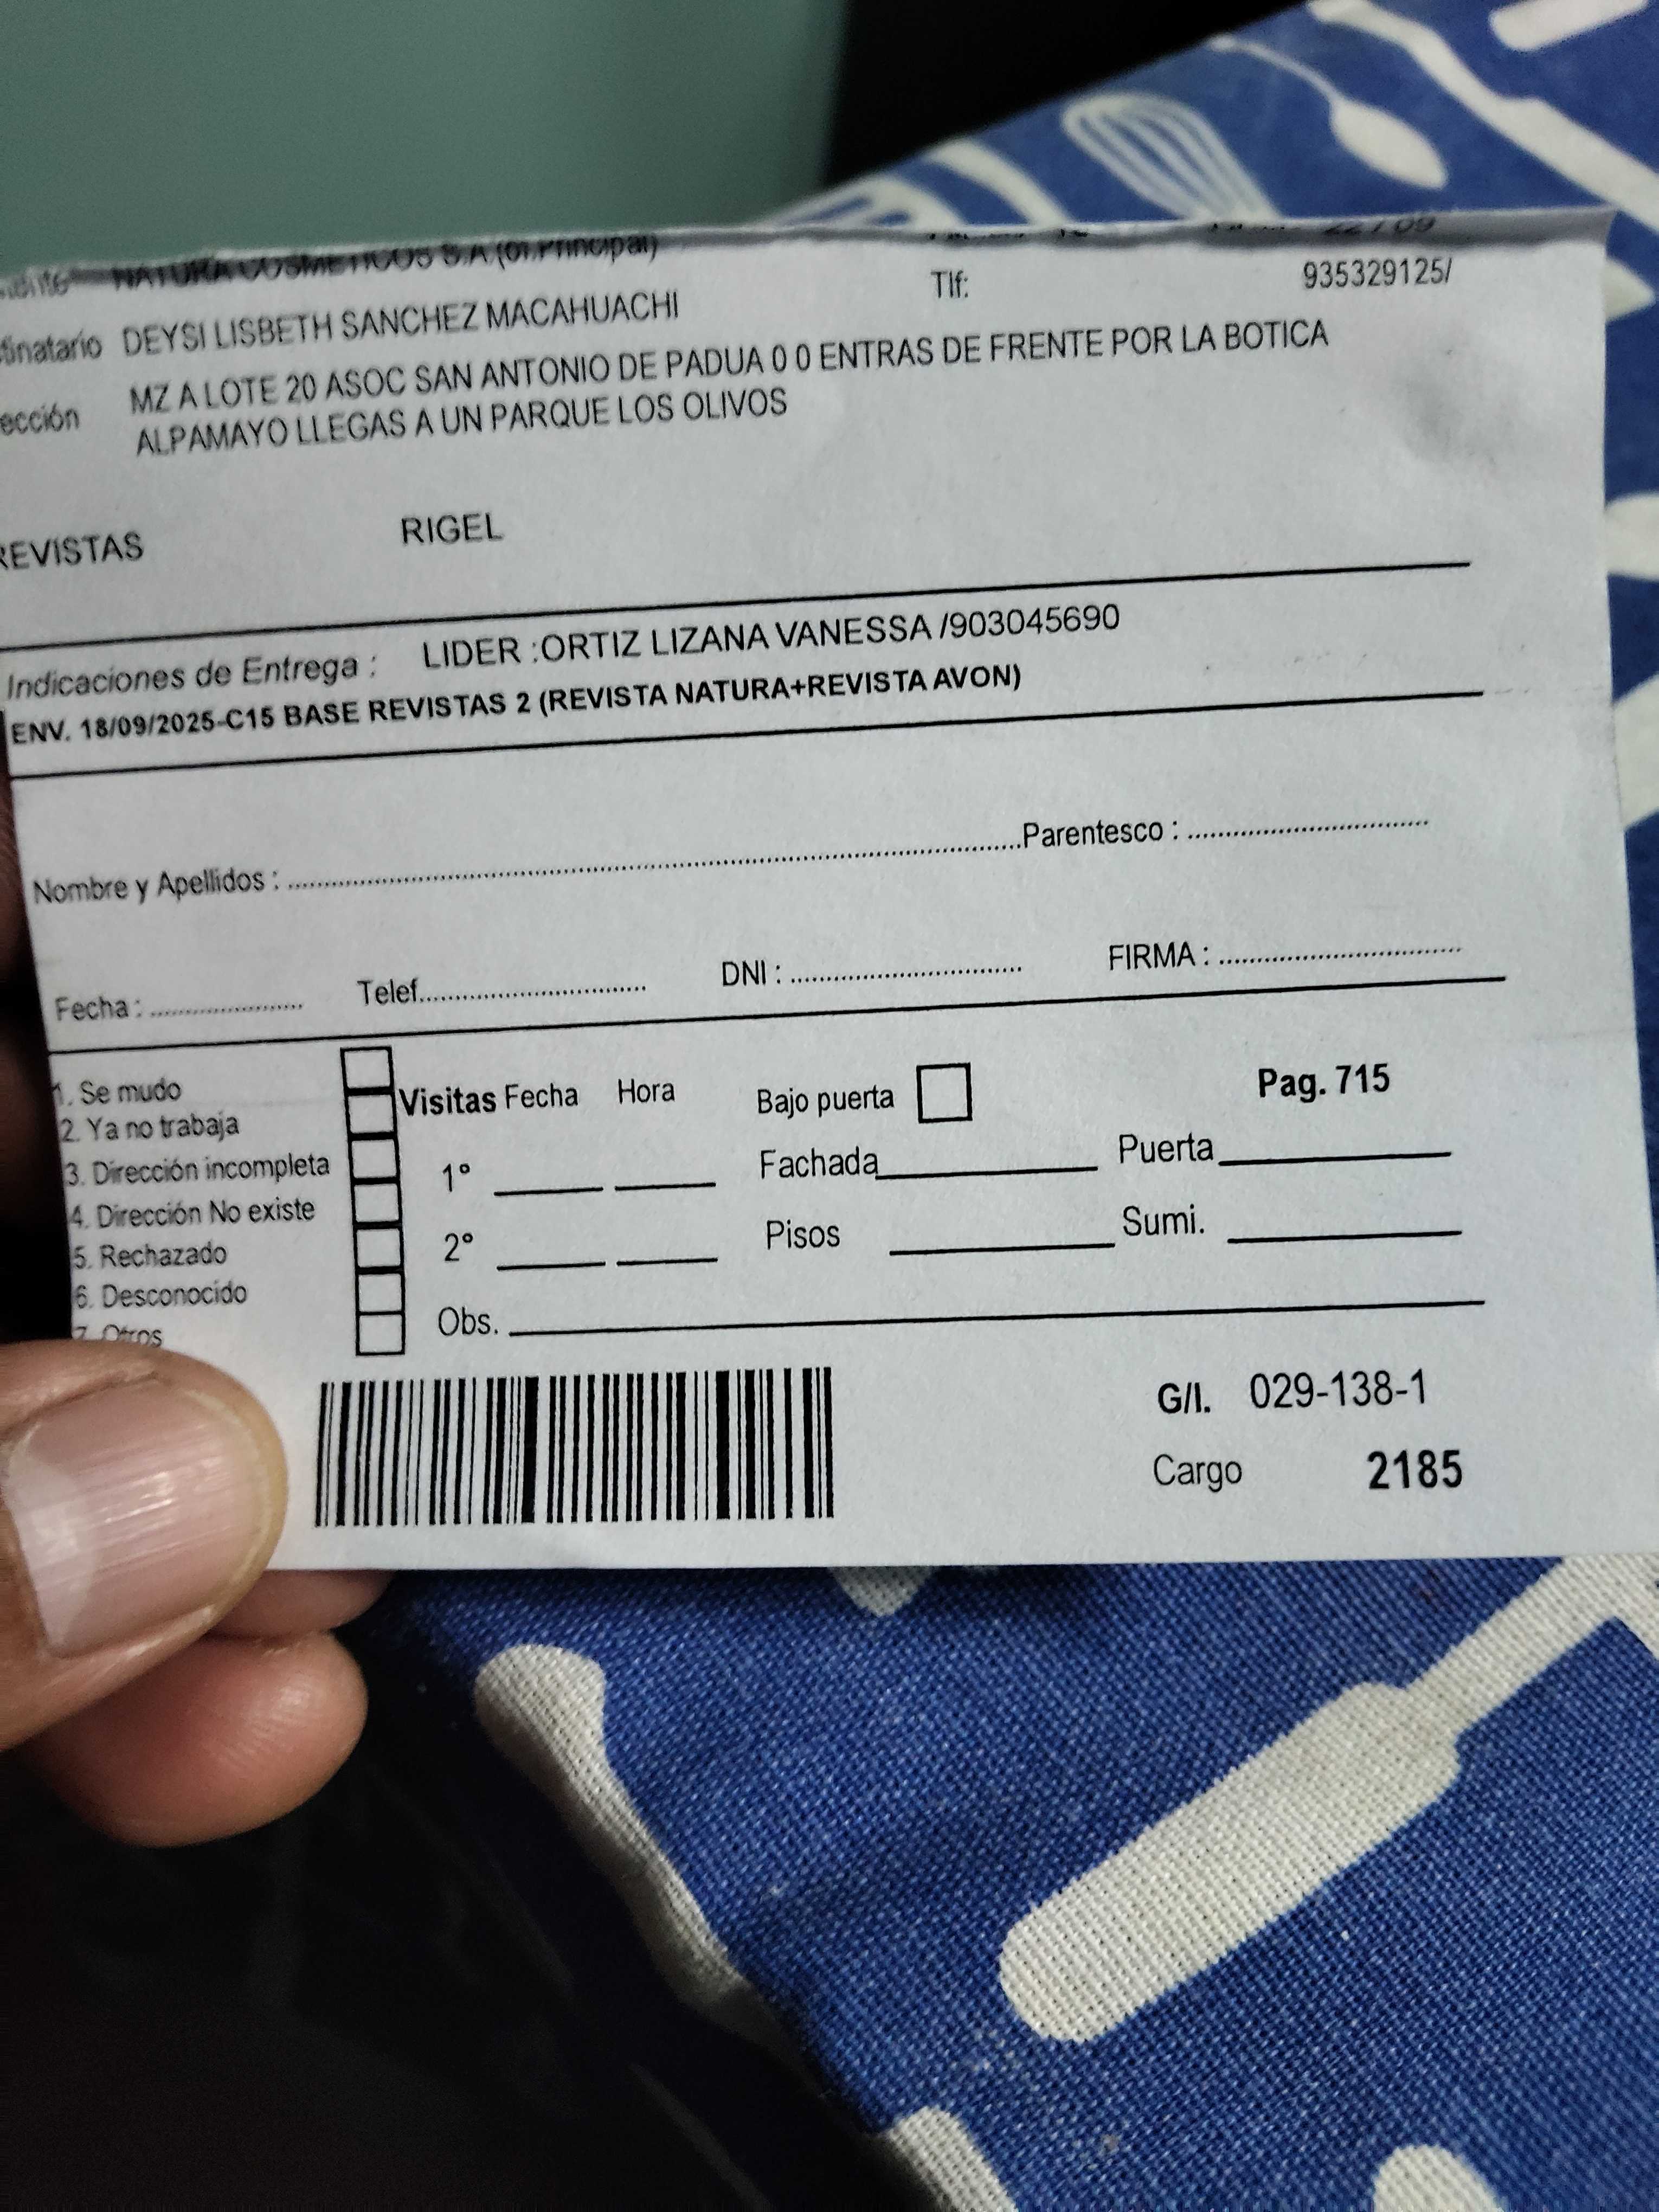 NATURA COSMETICOS S.A (of.Principal) 22 / 09
DEYSI LISBETH SANCHEZ MACAHUACHI Tlf: 935329125/
MZ A LOTE 20 ASOC SAN ANTONIO DE PADUA 0 0 ENTRAS DE FRENTE POR LA BOTICA
ALPAMAYO LLEGAS A UN PARQUE LOS OLIVOS
REVISTAS RIGEL
Indicaciones de Entrega : LIDER :ORTIZ LIZANA VANESSA /903045690
ENV. 18/09/2025-C15 BASE REVISTAS 2 (REVISTA NATURA+REVISTA AVON)
Nombre y Apellidos : Parentesco :
Fecha : Telef. DNI : FIRMA :
1. Se mudo
2. Ya no trabaja
3. Dirección incompleta
4. Dirección No existe
5. Rechazado
6. Desconocido
7. Otros
Visitas Fecha Hora
1°
2°
Obs.
Bajo puerta Pag. 715
Fachada Puerta
Pisos Sumi.
G/I. 029-138-1
Cargo 2185